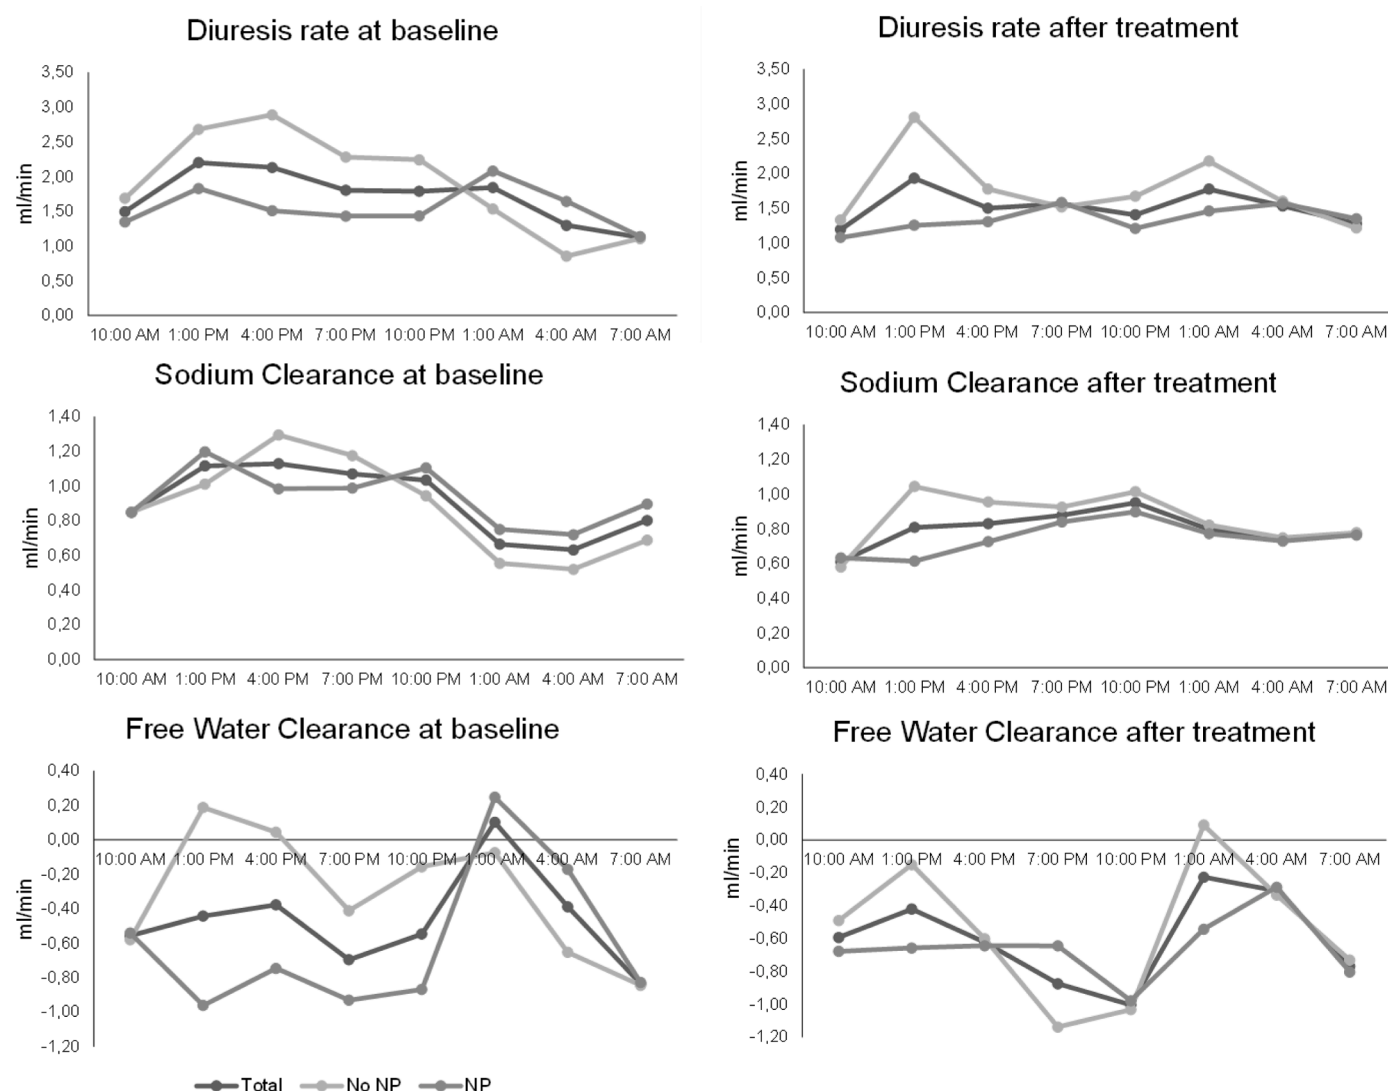 Diuresis rate at baseline
ml/min
3,50
3,00
2,50
2,00
1,50
1,00
0,50
0,00
10:00 AM 1:00 PM 4:00 PM 7:00 PM 10:00 PM 1:00 AM 4:00 AM 7:00 AM
Diuresis rate after treatment
ml/min
3,50
3,00
2,50
2,00
1,50
1,00
0,50
0,00
10:00 AM 1:00 PM 4:00 PM 7:00 PM 10:00 PM 1:00 AM 4:00 AM 7:00 AM
Sodium Clearance at baseline
ml/min
1,40
1,20
1,00
0,80
0,60
0,40
0,20
0,00
10:00 AM 1:00 PM 4:00 PM 7:00 PM 10:00 PM 1:00 AM 4:00 AM 7:00 AM
Sodium Clearance after treatment
ml/min
1,40
1,20
1,00
0,80
0,60
0,40
0,20
0,00
10:00 AM 1:00 PM 4:00 PM 7:00 PM 10:00 PM 1:00 AM 4:00 AM 7:00 AM
Free Water Clearance at baseline
ml/min
0,40
0,20
0,00
-0,20
-0,40
-0,60
-0,80
-1,00
-1,20
10:00 AM 1:00 PM 4:00 PM 7:00 PM 10:00 PM 1:00 AM 4:00 AM 7:00 AM
Free Water Clearance after treatment
ml/min
0,40
0,20
0,00
-0,20
-0,40
-0,60
-0,80
-1,00
-1,20
10:00 AM 1:00 PM 4:00 PM 7:00 PM 10:00 PM 1:00 AM 4:00 AM 7:00 AM
Total No NP NP